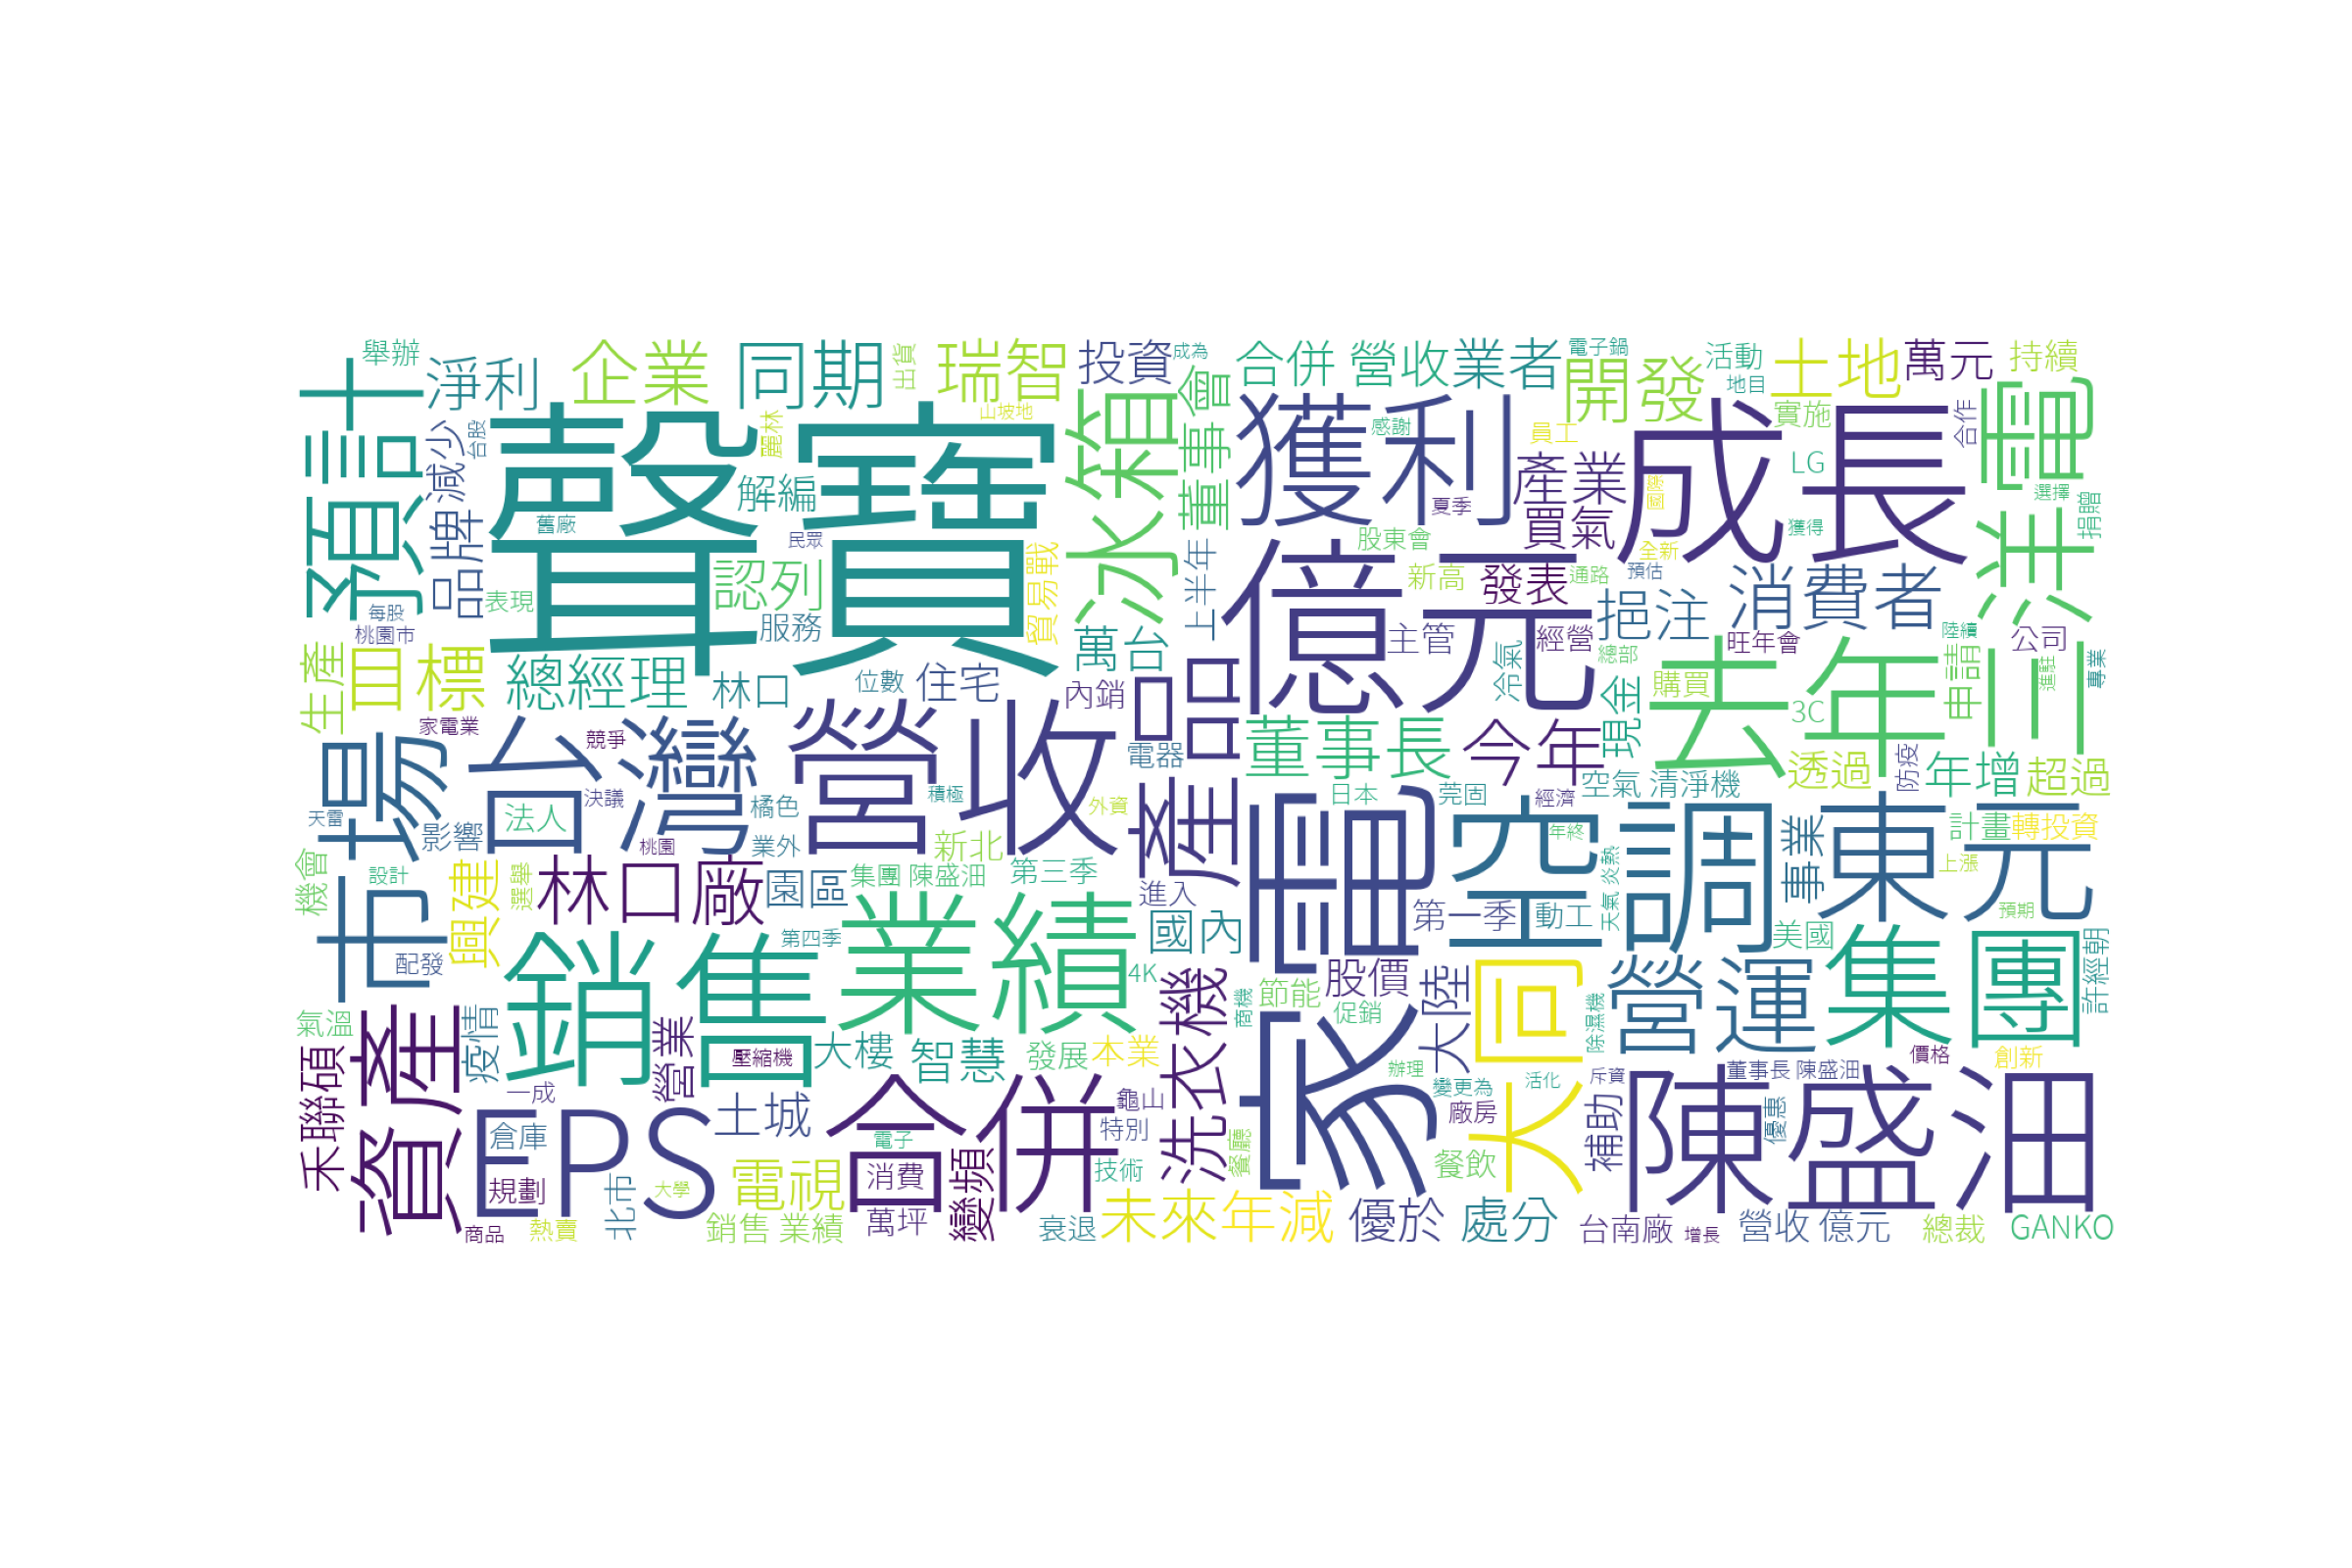 聲寶
億元
成長
家電
營收
獲利
空調
去年
陳盛沺
銷售
業績
合併
EPS
台灣
市場
資產
預計
冰箱
產品
東元
集團
營運
大同
三洋電
林口廠
董事長
今年
消費者
挹注
洗衣機
企業
同期
瑞智
投資
成為
合併 營收
業者
電子鍋
開發
活動
土地
萬元
持續
舉辦
淨利
出貨
董事會
地目
實施
合作
減少
台股
麗林
山坡地
感謝
員工
產業
LG
國際
選擇
捐贈
品牌
舊廠
解編
民眾
夏季
買氣
獲得
股東會
全新
認列
貿易戰
上半年
新高
發表
通路
預估
表現
每股
桃園市
服務
萬台
主管
經營
總部
旺年會
陸續
公司
生產
目標
總經理
林口
位數
住宅
內銷
冷氣
現金
購買
3C
申請
進駐
專業
家電業
競爭
電器
透過
防疫
年增
超過
空氣 清淨機
天雷
決議
橘色
積極
外資
日本
莞固
經濟
影響
法人
桃園
業外
新北
年終
事業
計畫
轉投資
機會
設計
興建
選舉
園區
集團 陳盛沺
第三季
進入
天氣 炎熱
上漲
配發
第四季
國內
第一季
動工
美國
預期
許經朝
氣溫
疫情
4K
商機
節能
股價
大陸
促銷
除濕機
禾聯碩
營業
壓縮機
大樓
智慧
發展
本業
價格
創新
一成
辦理
變更為
活化
斥資
董事長 陳盛沺
倉庫
土城
龜山
廠房
補助
優惠
電子
特別
規劃
電視
消費
變頻
技術
餐廳
餐飲
北市
大學
商品
熱賣
銷售 業績
萬坪
衰退
未來
年減
優於
處分
台南廠
增長
營收 億元
總裁
GANKO